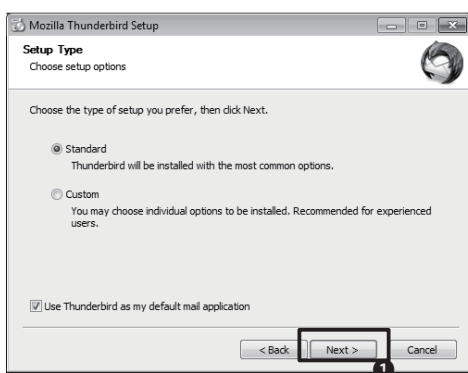 Mozilla Thunderbird Setup
Setup Type
Choose setup options
Choose the type of setup you prefer, then click Next.
Standard
Thunderbird will be installed with the most common options.
Custom
You may choose individual options to be installed. Recommended for experienced
users.
Use Thunderbird as my default mail application
< Back Next > Cancel
1